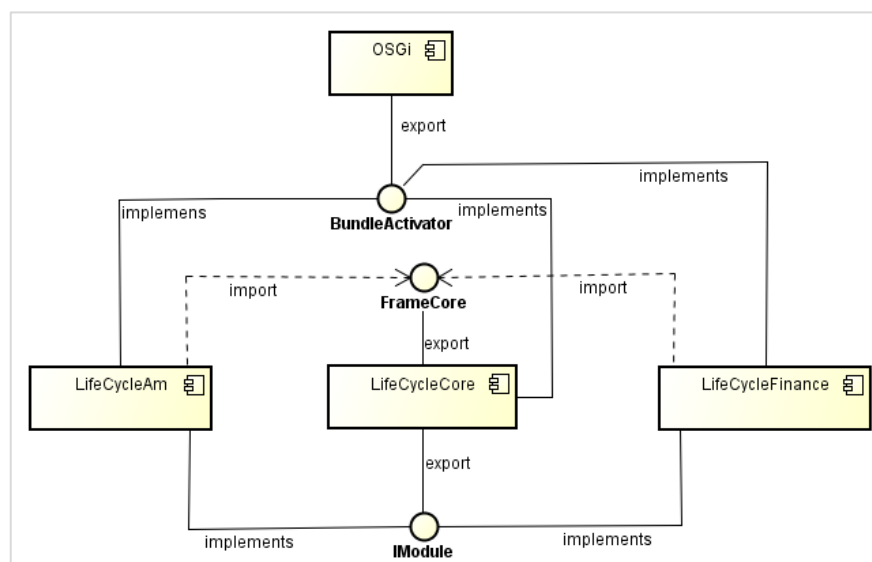 OSGi
export
implements
implemens
implements
BundleActivator
import
import
FrameCore
export
LifeCycleAm
LifeCycleCore
LifeCycleFinance
export
implements
implements
IModule